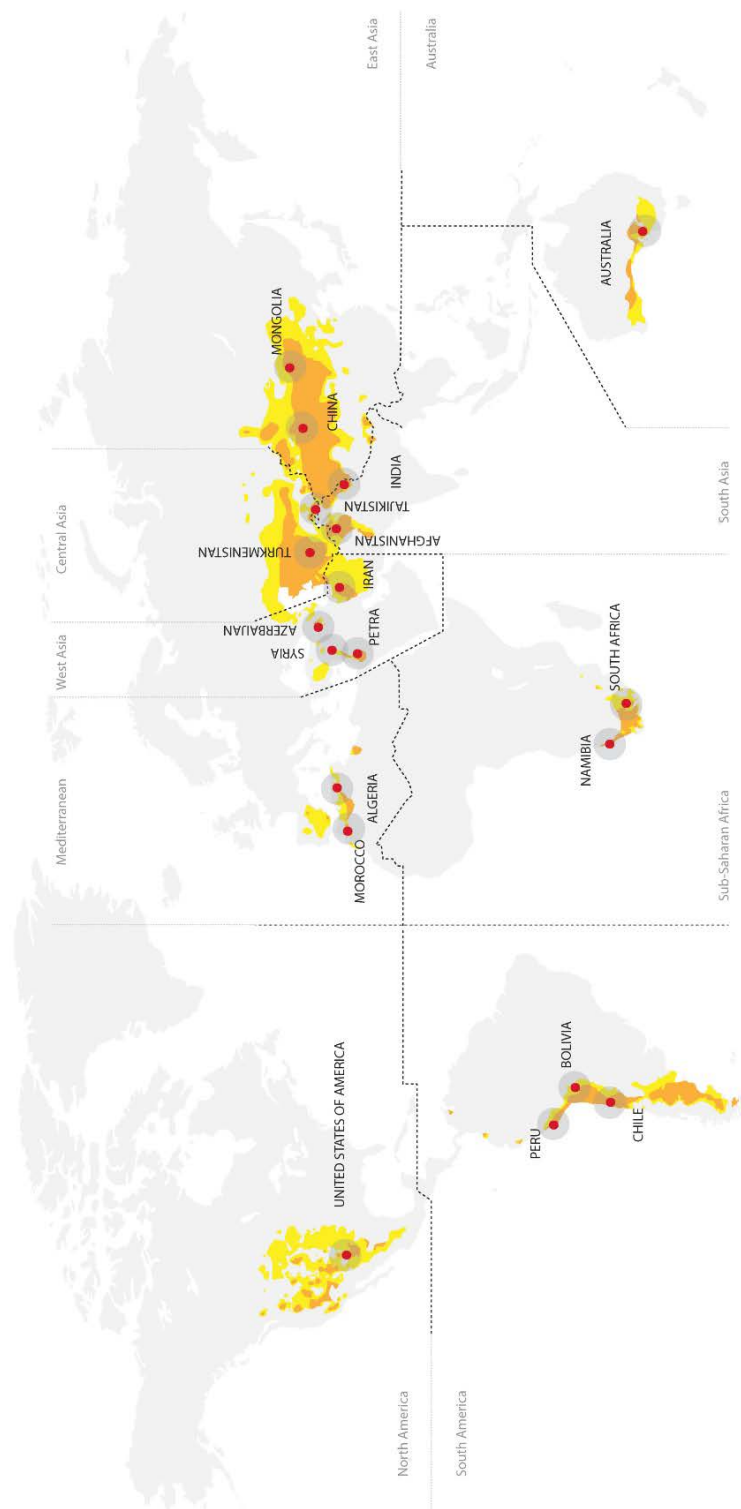 Mediterranean
West Asia
Central Asia
East Asia
Australia
North America
South America
Sub-Saharan Africa
South Asia
UNITED STATES OF AMERICA
PERU
BOLIVIA
CHILE
MOROCCO
ALGERIA
SYRIA
PETRA
AZERBAIJAN
IRAN
TURKMENISTAN
AFGHANISTAN
TAJIKISTAN
INDIA
CHINA
MONGOLIA
NAMIBIA
SOUTH AFRICA
AUSTRALIA